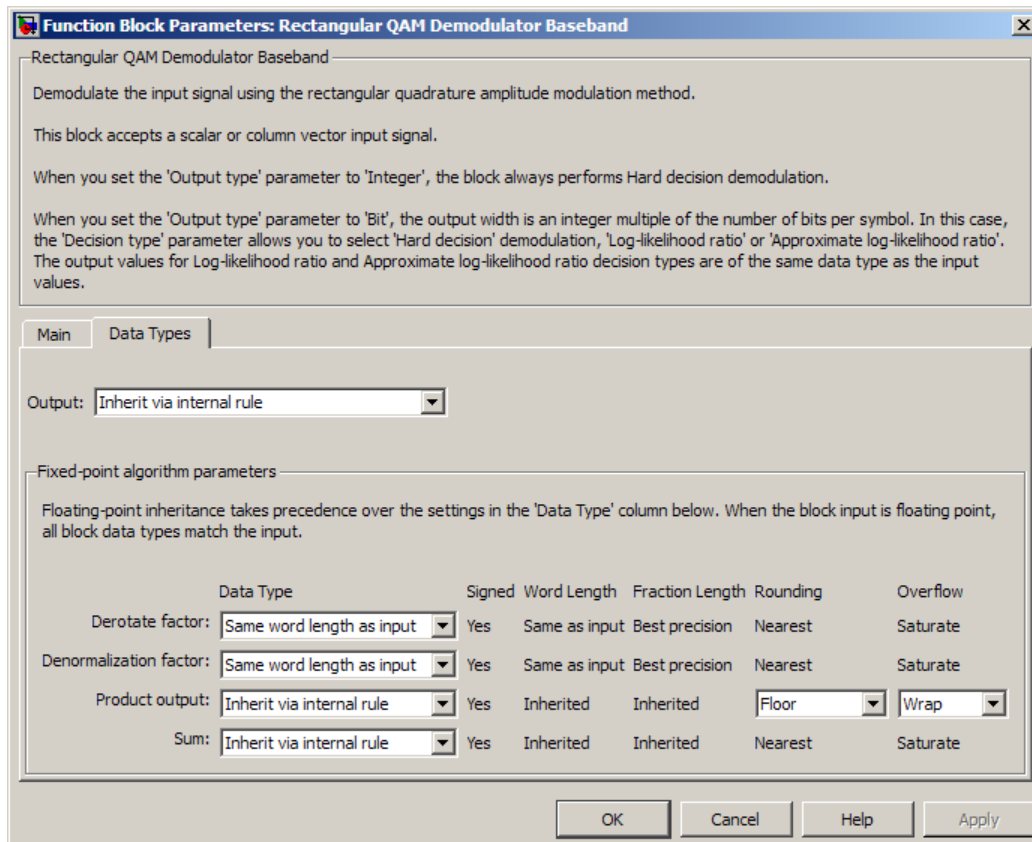 Function Block Parameters: Rectangular QAM Demodulator Baseband
Rectangular QAM Demodulator Baseband
Demodulate the input signal using the rectangular quadrature amplitude modulation method.
This block accepts a scalar or column vector input signal.
When you set the 'Output type' parameter to 'Integer', the block always performs Hard decision demodulation.
When you set the 'Output type' parameter to 'Bit', the output width is an integer multiple of the number of bits per symbol. In this case,
the 'Decision type' parameter allows you to select 'Hard decision' demodulation, 'Log-likelihood ratio' or 'Approximate log-likelihood ratio'.
The output values for Log-likelihood ratio and Approximate log-likelihood ratio decision types are of the same data type as the input
values.
Main Data Types
Output: Inherit via internal rule
Fixed-point algorithm parameters
Floating-point inheritance takes precedence over the settings in the 'Data Type' column below. When the block input is floating point,
all block data types match the input.
Data Type Signed Word Length Fraction Length Rounding Overflow
Derotate factor: Same word length as input Yes Same as input Best precision Nearest Saturate
Denormalization factor: Same word length as input Yes Same as input Best precision Nearest Saturate
Product output: Inherit via internal rule Yes Inherited Inherited Floor Wrap
Sum: Inherit via internal rule Yes Inherited Inherited Nearest Saturate
OK Cancel Help Apply